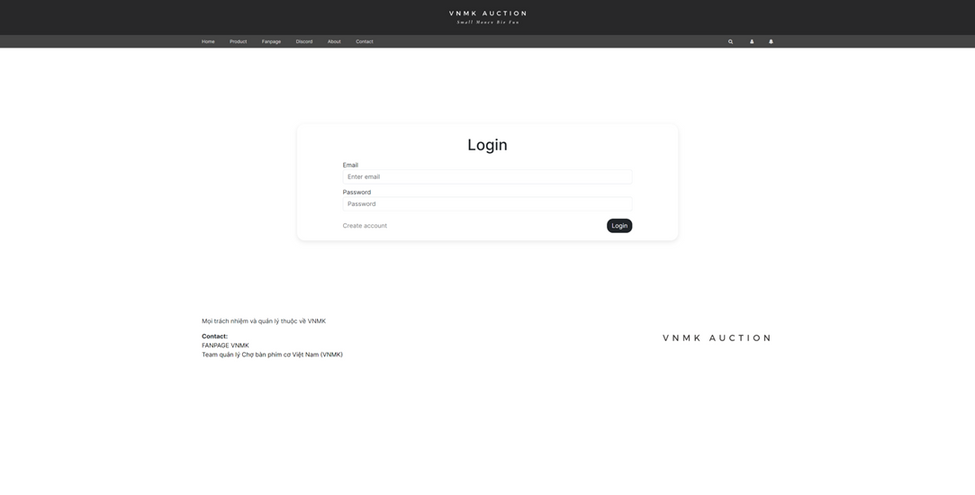 VNMK AUCTION
Small Money Big Fun
Home Product Fanpage Discord About Contact
Login
Email
Enter email
Password
Password
Create account Login
Mọi trách nhiệm và quản lý thuộc về VNMK
Contact:
FANPAGE VNMK
Team quản lý Chợ bàn phím cơ Việt Nam (VNMK)
VNMK AUCTION